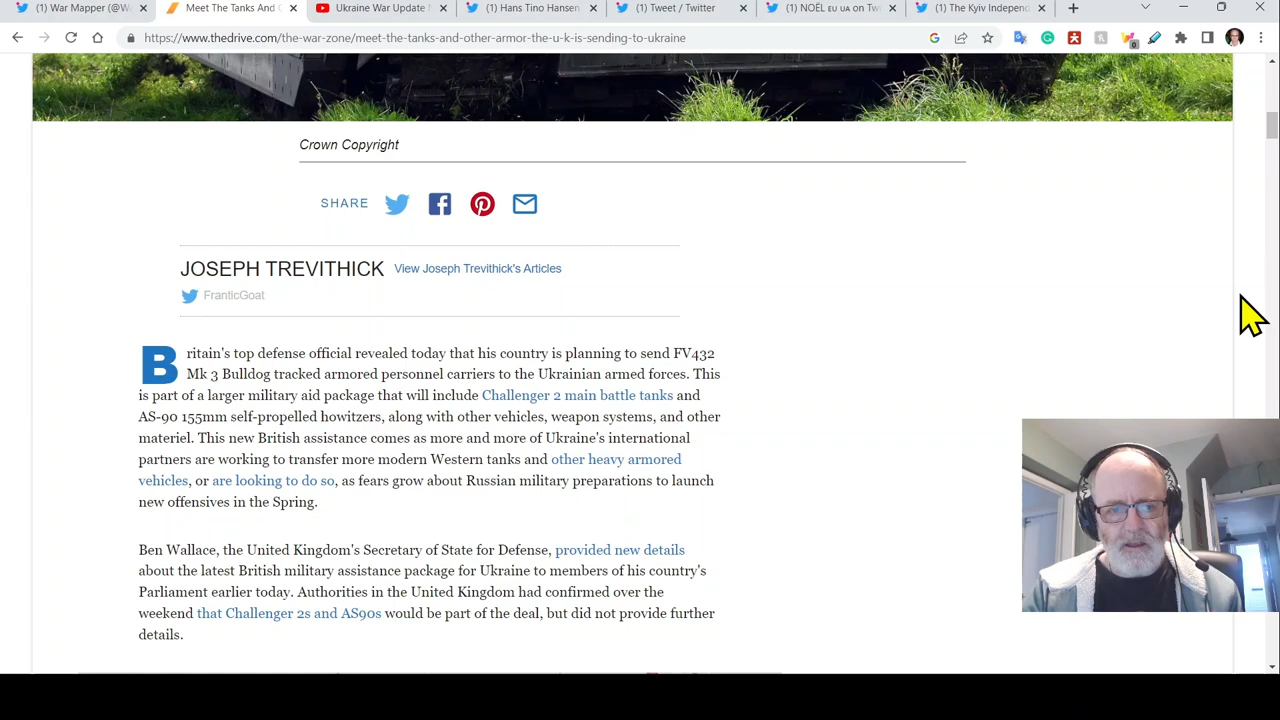 (1) War Mapper (@W
Meet The Tanks And
Ukraine War Update
(1) Hans Tino Hansen
(1) Tweet / Twitter
(1) NOËL EU UA on Tw
(1) The Kyiv Independ
https://www.thedrive.com/the-war-zone/meet-the-tanks-and-other-armor-the-u-k-is-sending-to-ukraine
Crown Copyright
SHARE
JOSEPH TREVITHICK View Joseph Trevithick's Articles
FranticGoat
Britain's top defense official revealed today that his country is planning to send FV432
Mk 3 Bulldog tracked armored personnel carriers to the Ukrainian armed forces. This
is part of a larger military aid package that will include Challenger 2 main battle tanks and
AS-90 155mm self-propelled howitzers, along with other vehicles, weapon systems, and other
materiel. This new British assistance comes as more and more of Ukraine's international
partners are working to transfer more modern Western tanks and other heavy armored
vehicles, or are looking to do so, as fears grow about Russian military preparations to launch
new offensives in the Spring.
Ben Wallace, the United Kingdom's Secretary of State for Defense, provided new details
about the latest British military assistance package for Ukraine to members of his country's
Parliament earlier today. Authorities in the United Kingdom had confirmed over the
weekend that Challenger 2s and AS90s would be part of the deal, but did not provide further
details.